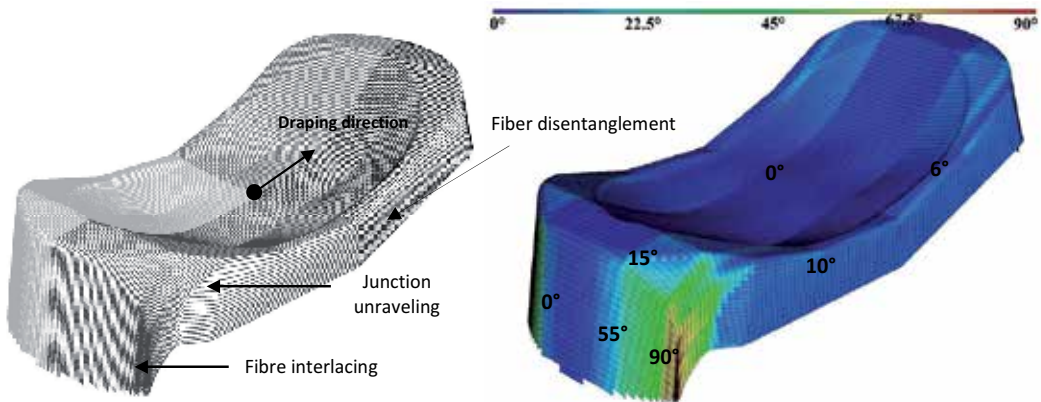 0°
22.5°
45°
67.5°
90°
Draping direction
Fiber disentanglement
0°
6°
15°
10°
Junction
unraveling
0°
55°
90°
Fibre interlacing